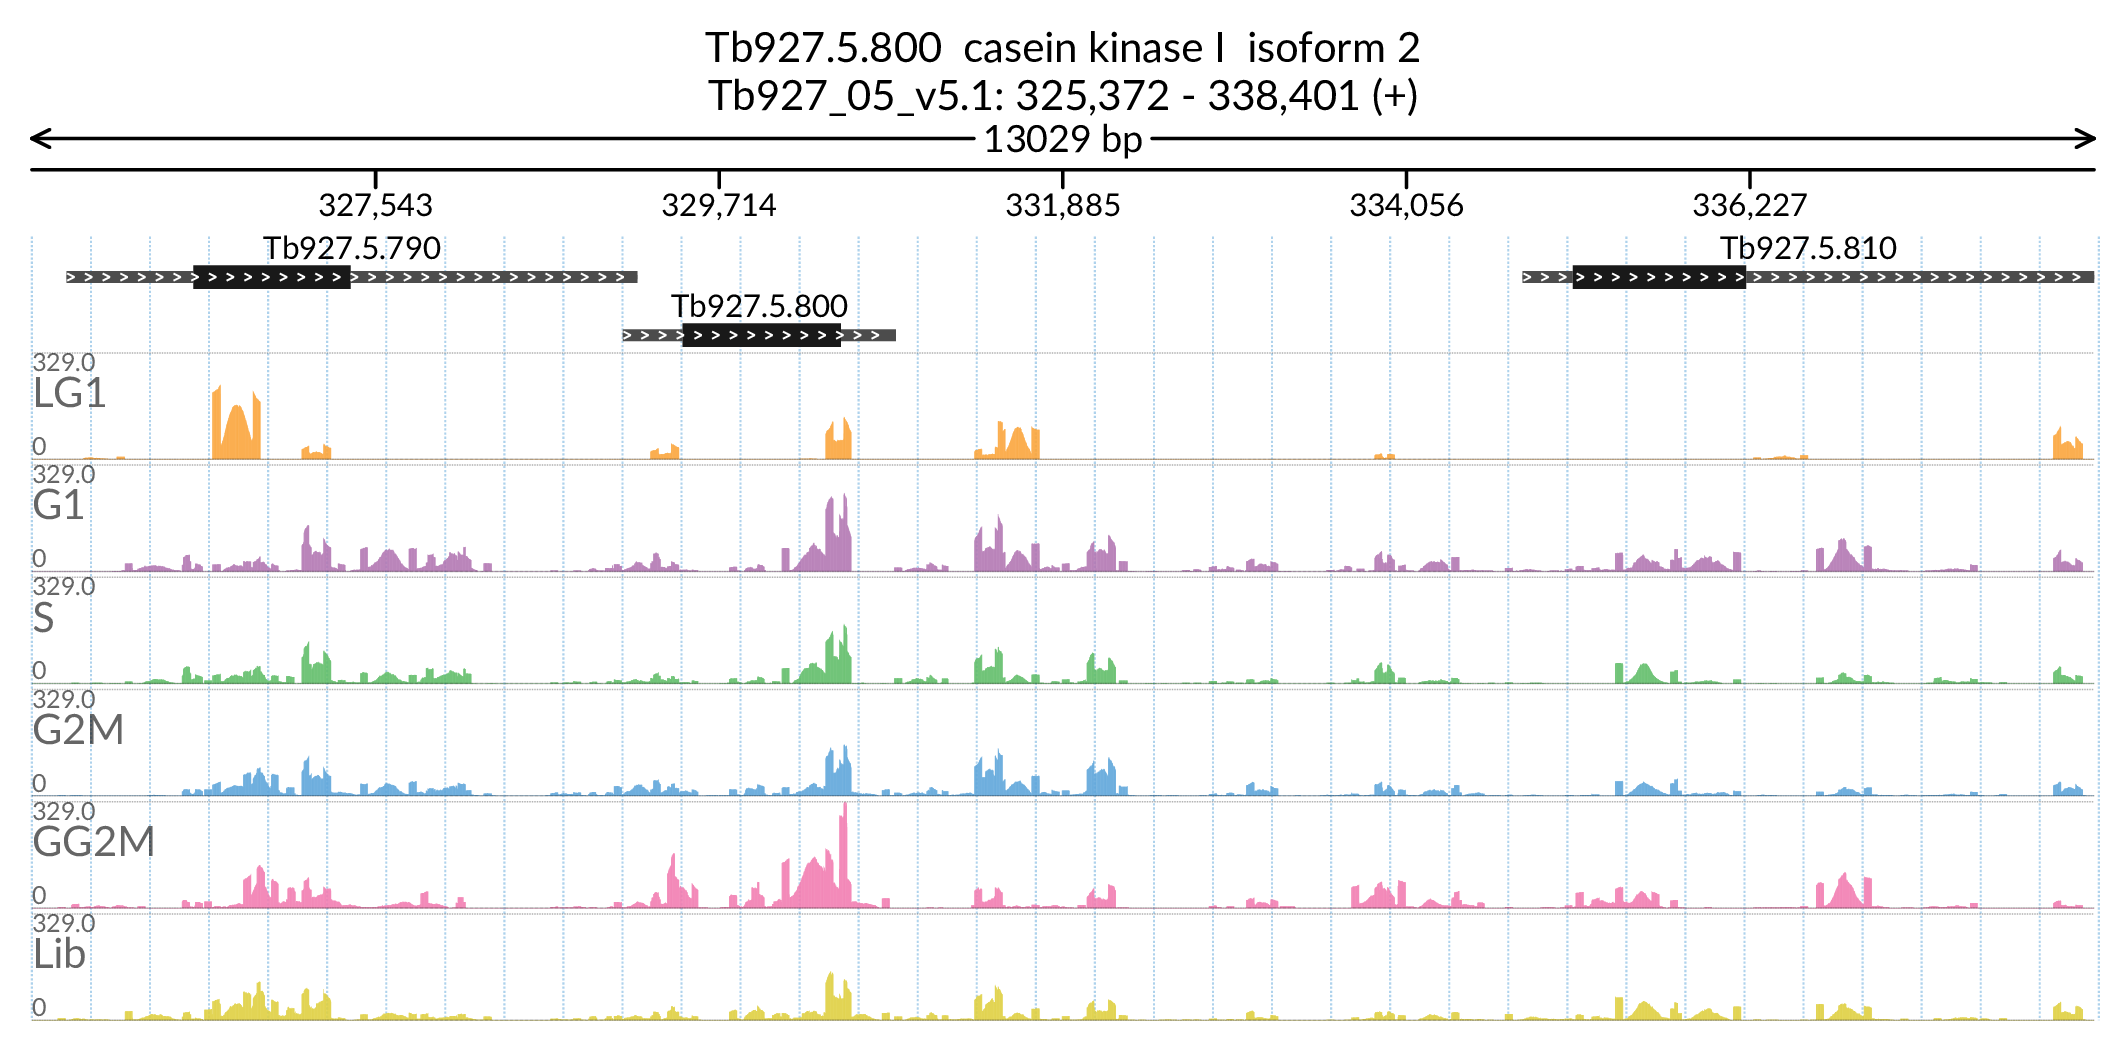 Tb927.5.800  casein kinase I  isoform 2
Tb927_05_v5.1: 325,372 - 338,401 (+)
13029 bp
327,543 329,714 331,885 334,056 336,227
Tb927.5.790 Tb927.5.810
Tb927.5.800
329.0
LG1
0
329.0
G1
0
329.0
S
0
329.0
G2M
0
329.0
GG2M
0
329.0
Lib
0